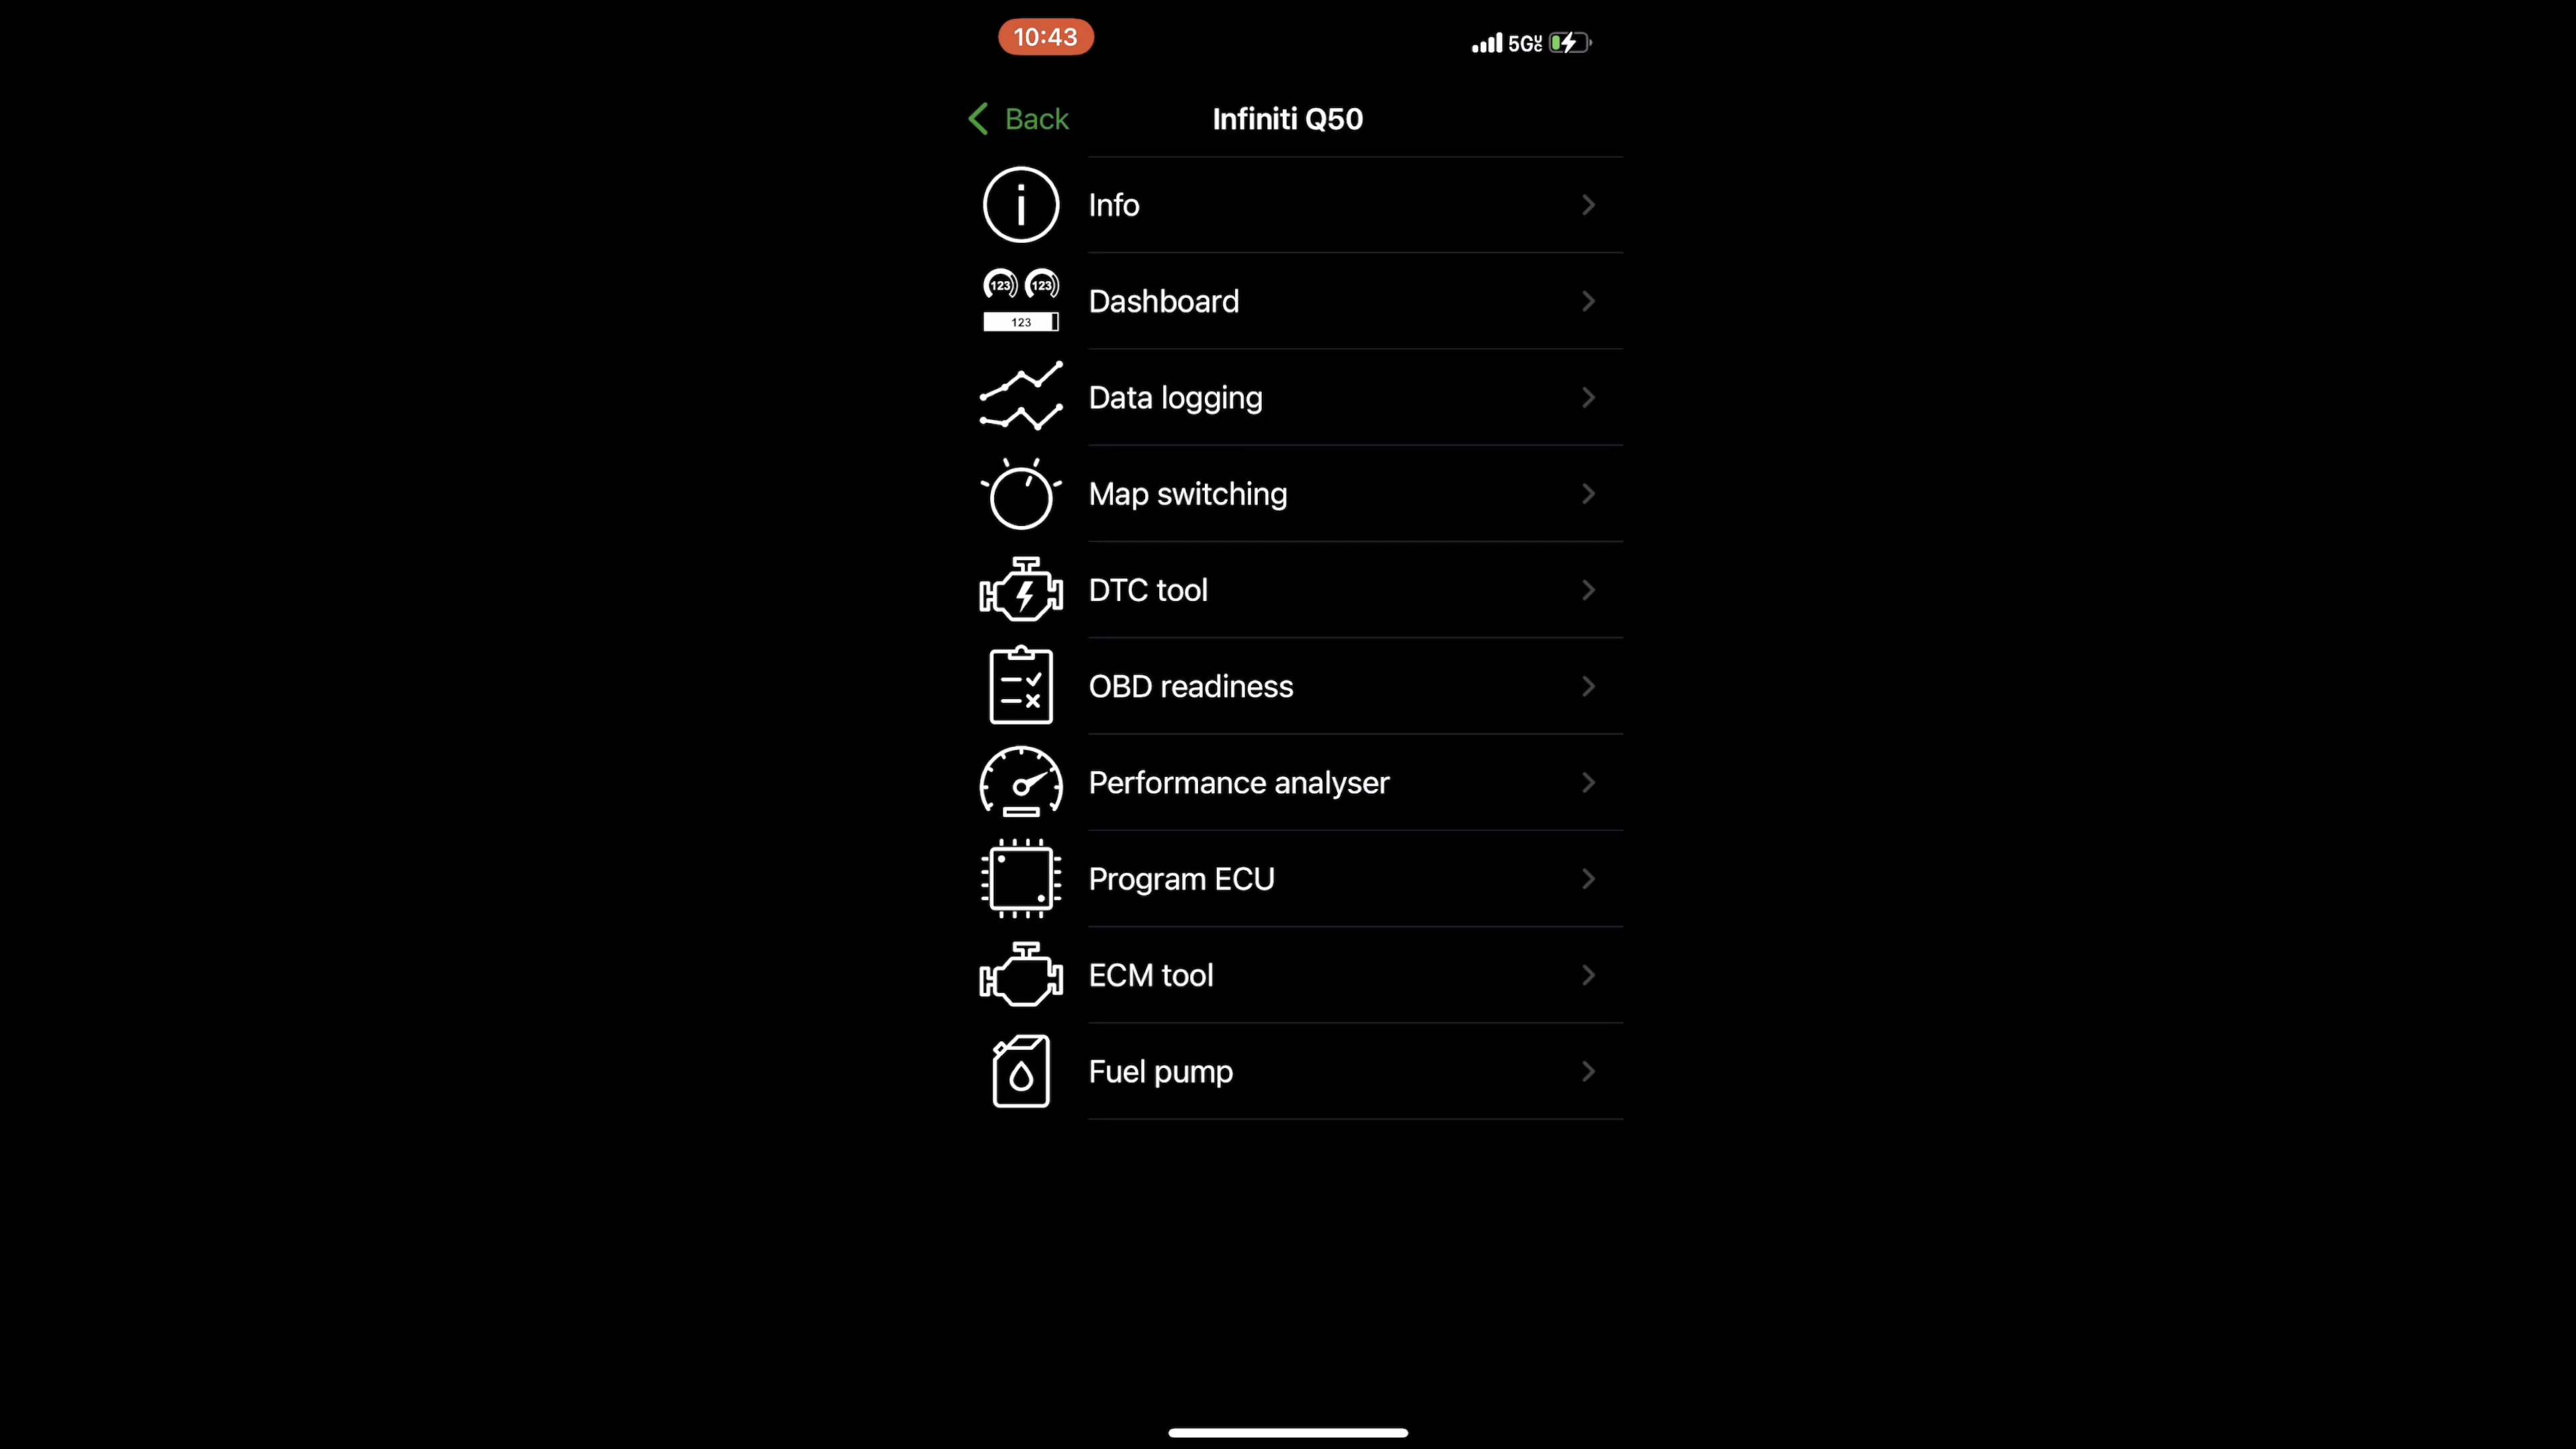 10:43
5G
Back
Infiniti Q50
Info
123 123
123
Dashboard
Data logging
Map switching
DTC tool
OBD readiness
Performance analyser
Program ECU
ECM tool
Fuel pump